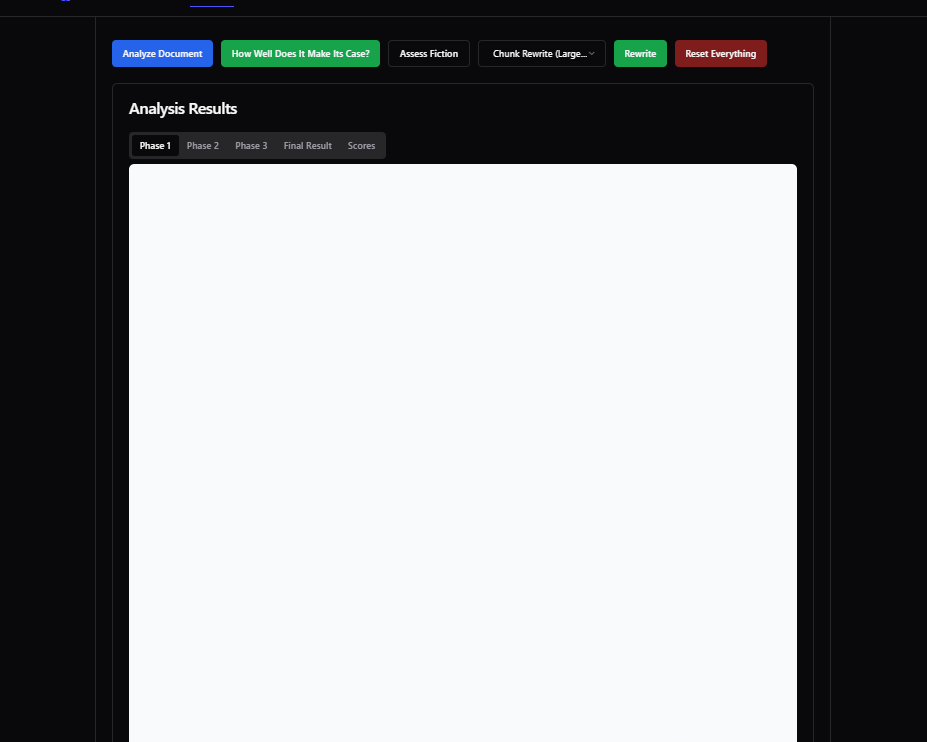 Analyze Document How Well Does It Make Its Case? Assess Fiction Chunk Rewrite (Large... Rewrite Reset Everything
Analysis Results
Phase 1 Phase 2 Phase 3 Final Result Scores